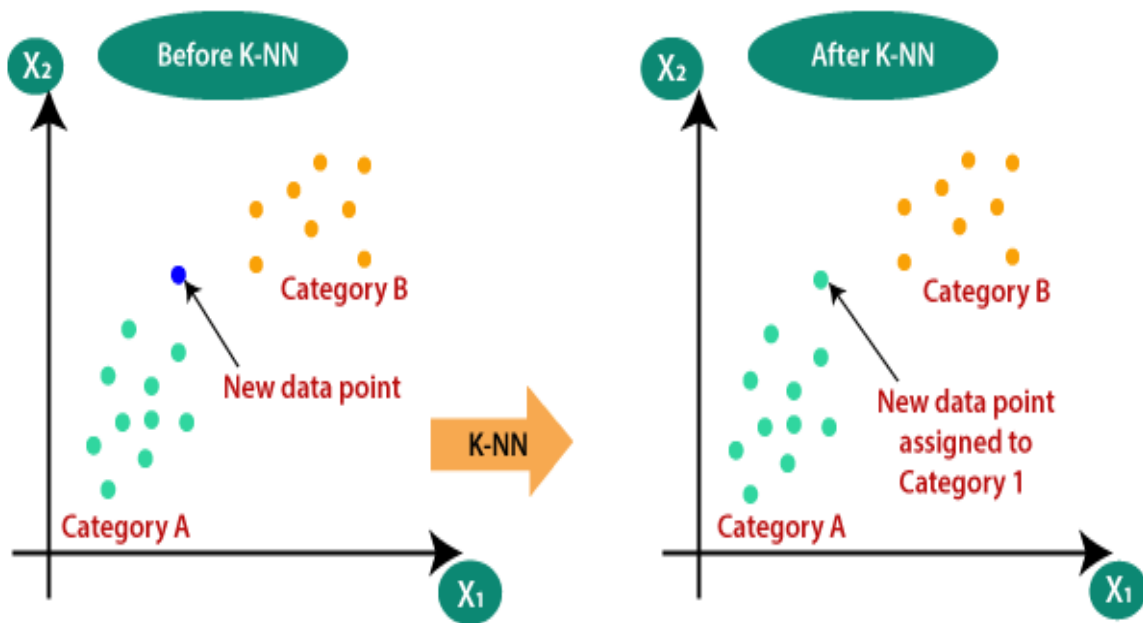 Before K-NN
X₂
Category B
New data point
Category A
X₁
K-NN
After K-NN
X₂
Category B
New data point
assigned to
Category 1
Category A
X₁